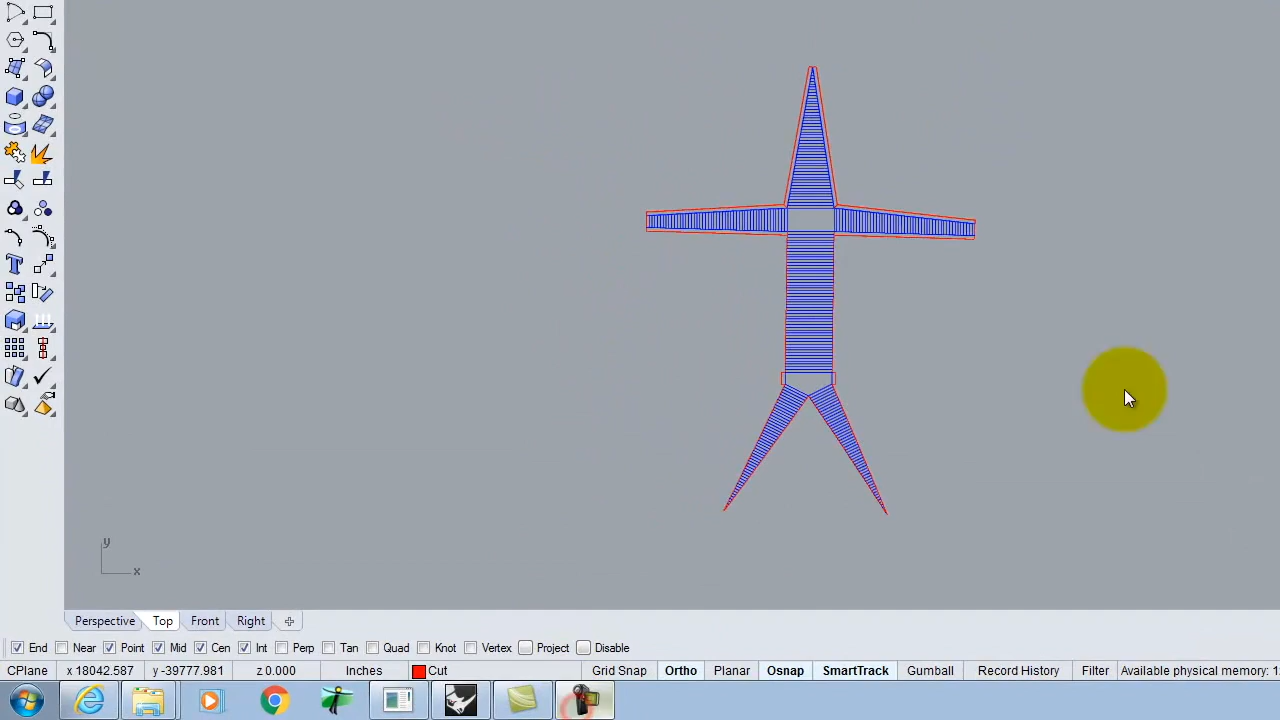 y
x
Perspective Top Front Right
End Near Point Mid Cen Int Perp Tan Quad Knot Vertex Project Disable
CPlane x 18042.587 y -39777.981 z 0.000 Inches Cut Grid Snap Ortho Planar Osnap SmartTrack Gumball Record History Filter Available physical memory: 1